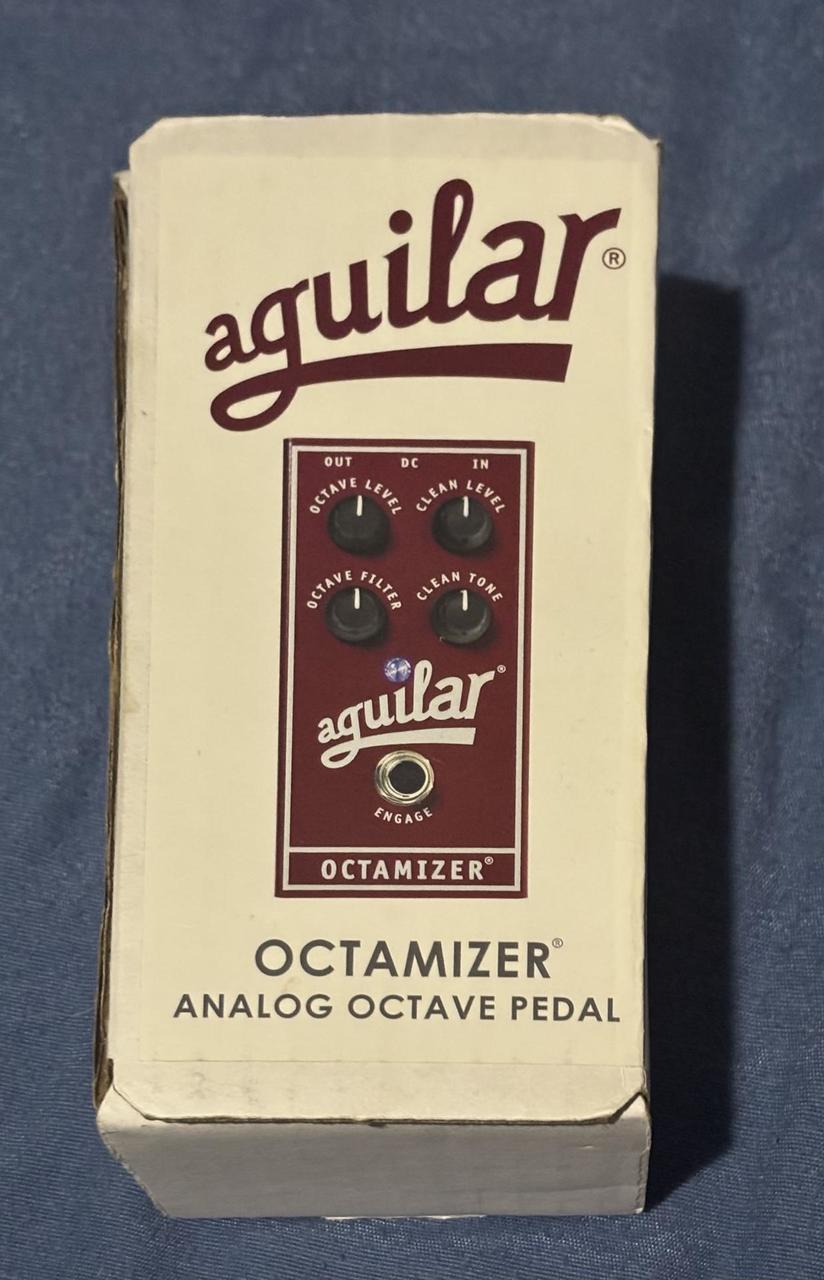 aguilar®
OUT DC IN
OCTAVE LEVEL CLEAN LEVEL
OCTAVE FILTER CLEAN TONE
aguilar®
ENGAGE
OCTAMIZER®
OCTAMIZER®
ANALOG OCTAVE PEDAL